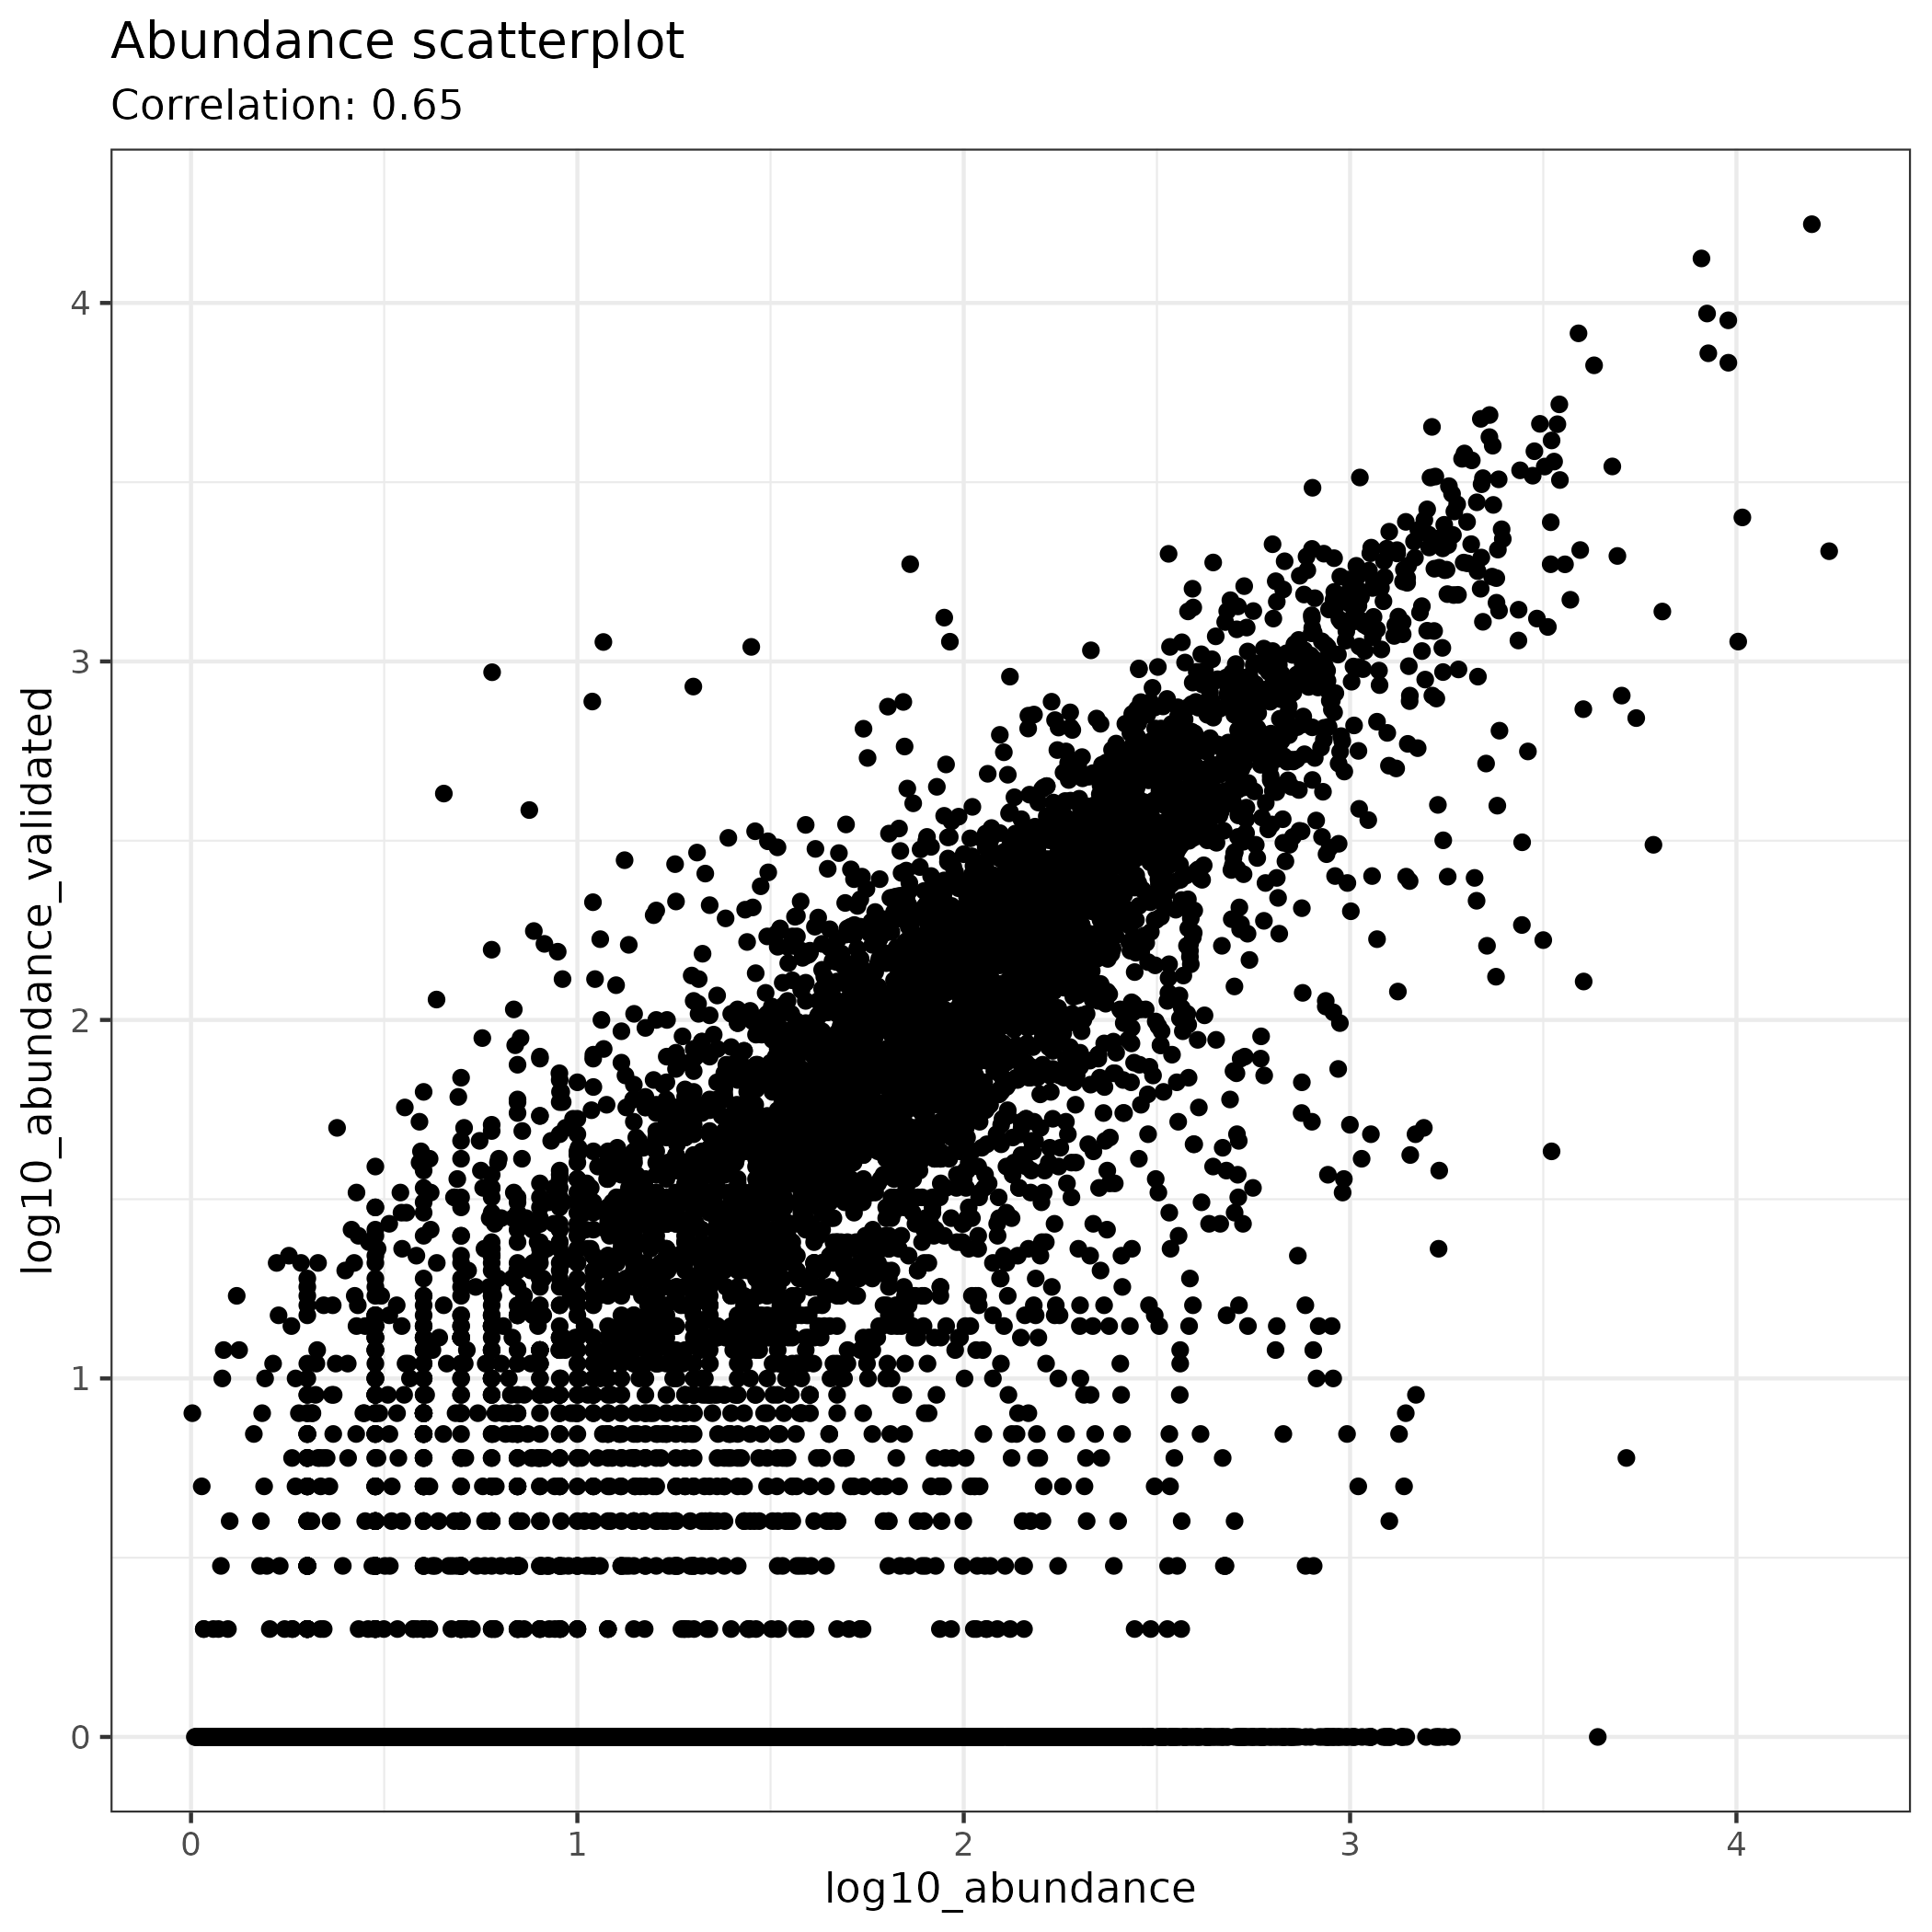 Abundance scatterplot
Correlation: 0.65
log10_abundance_validated
4
3
2
1
0
0 1 2 3 4
log10_abundance